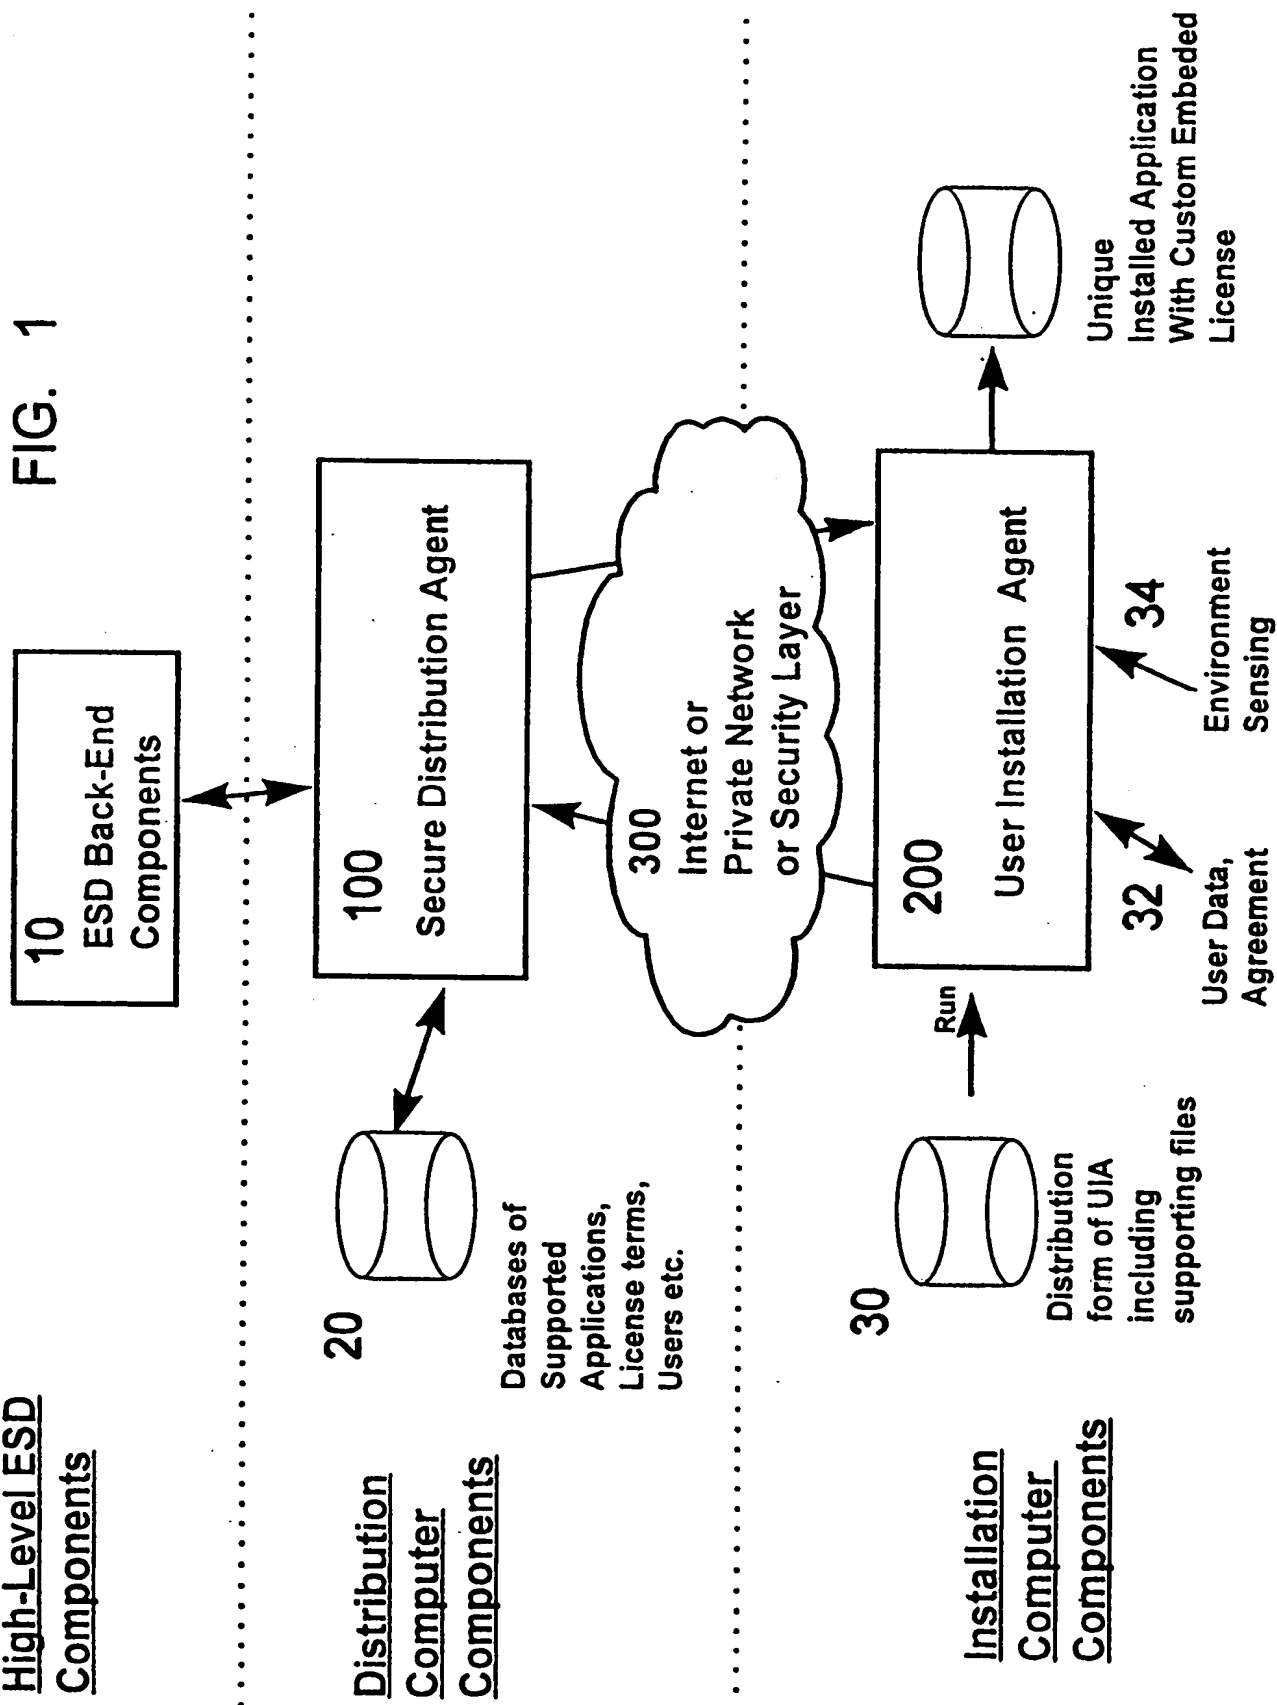 FIG. 1
High-Level ESD
Components
10
ESD Back-End
Components
Distribution
Computer
Components
20
Databases of
Supported
Applications,
License terms,
Users etc.
100
Secure Distribution Agent
300
Internet or
Private Network
or Security Layer
Installation
Computer
Components
30
Distribution
form of UIA
including
supporting files
Run
200
User Installation Agent
32
User Data,
Agreement
34
Environment
Sensing
Unique
Installed Application
With Custom Embeded
License